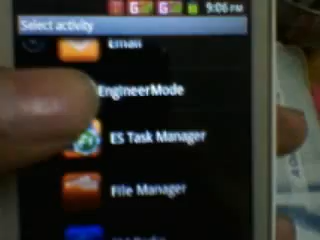 9:06 PM
Select activity
Email
EngineerMode
ES Task Manager
File Manager